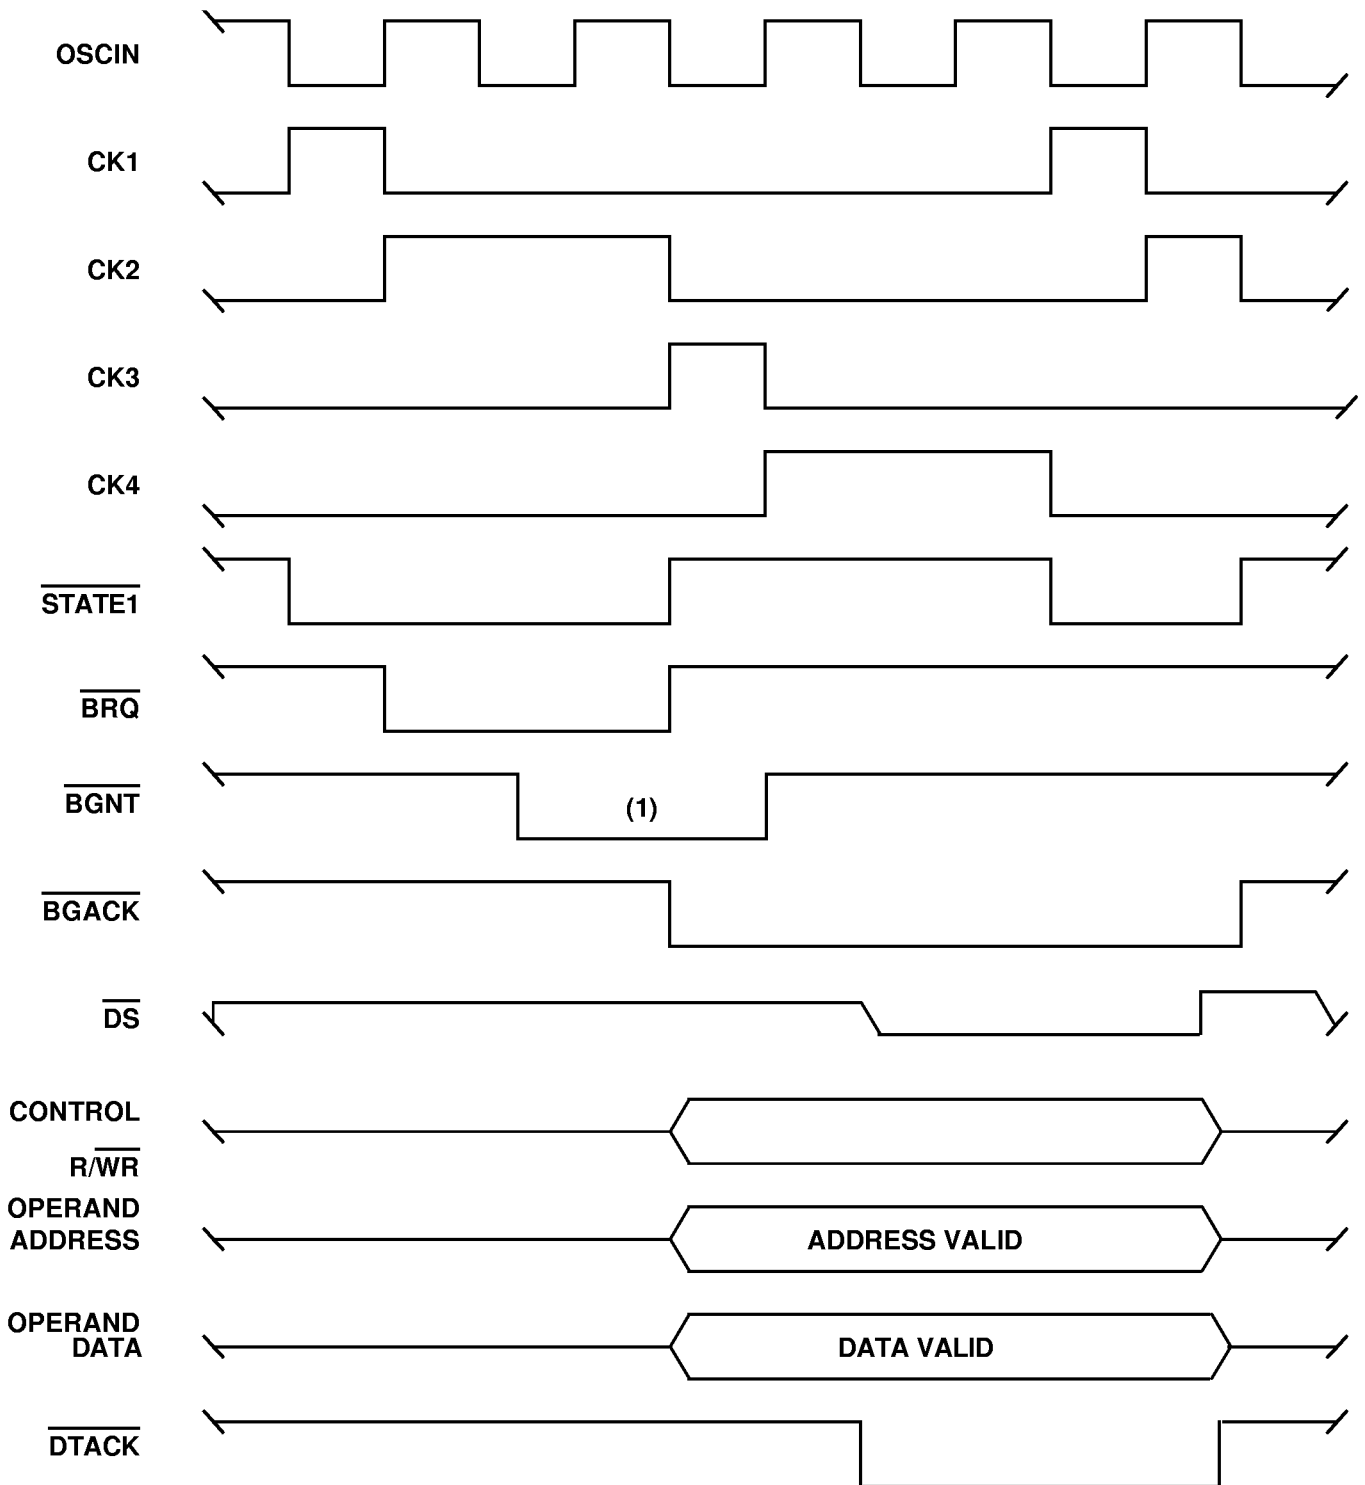 OSCIN
CK1
CK2
CK3
CK4
STATE1
BRQ
BGNT
(1)
BGACK
DS
CONTROL
R/WR
OPERAND
ADDRESS
ADDRESS VALID
OPERAND
DATA
DATA VALID
DTACK